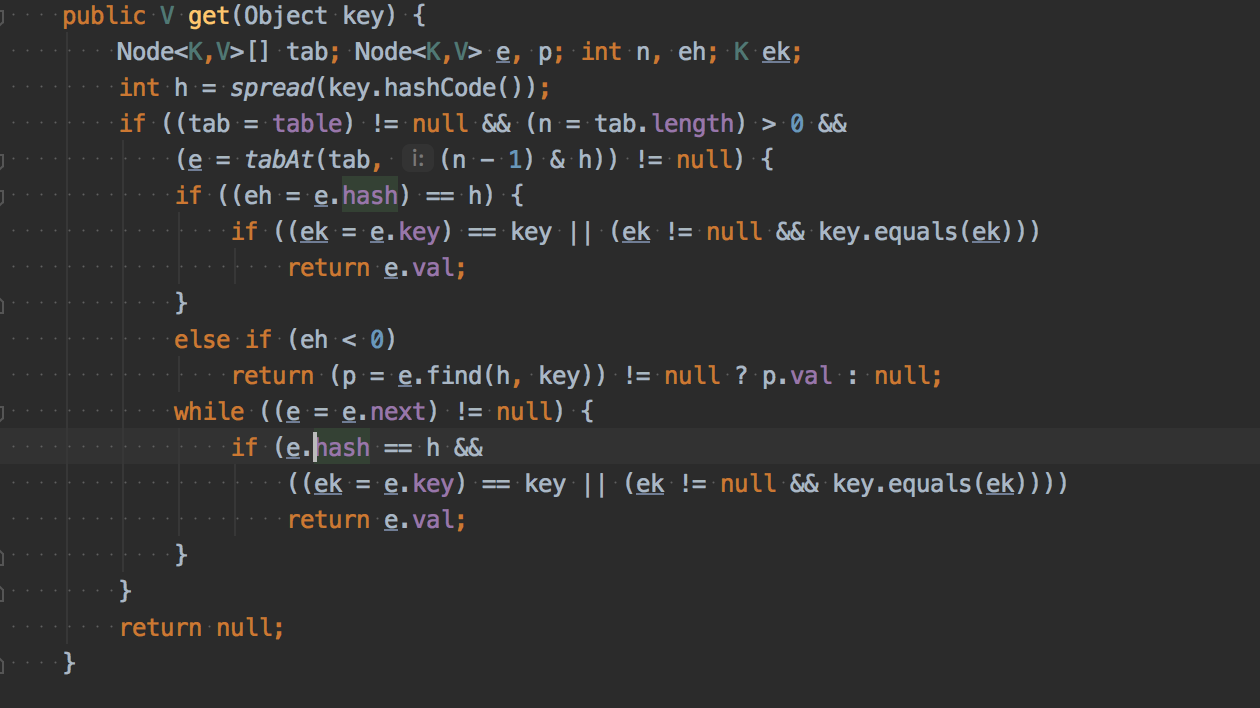 public V get(Object key) {
Node<K,V>[] tab; Node<K,V> e, p; int n, eh; K ek;
int h = spread(key.hashCode());
if ((tab = table) != null && (n = tab.length) > 0 &&
(e = tabAt(tab, i: (n - 1) & h)) != null) {
if ((eh = e.hash) == h) {
if ((ek = e.key) == key || (ek != null && key.equals(ek)))
return e.val;
}
else if (eh < 0)
return (p = e.find(h, key)) != null ? p.val : null;
while ((e = e.next) != null) {
if (e.hash == h &&
((ek = e.key) == key || (ek != null && key.equals(ek))))
return e.val;
}
}
return null;
}